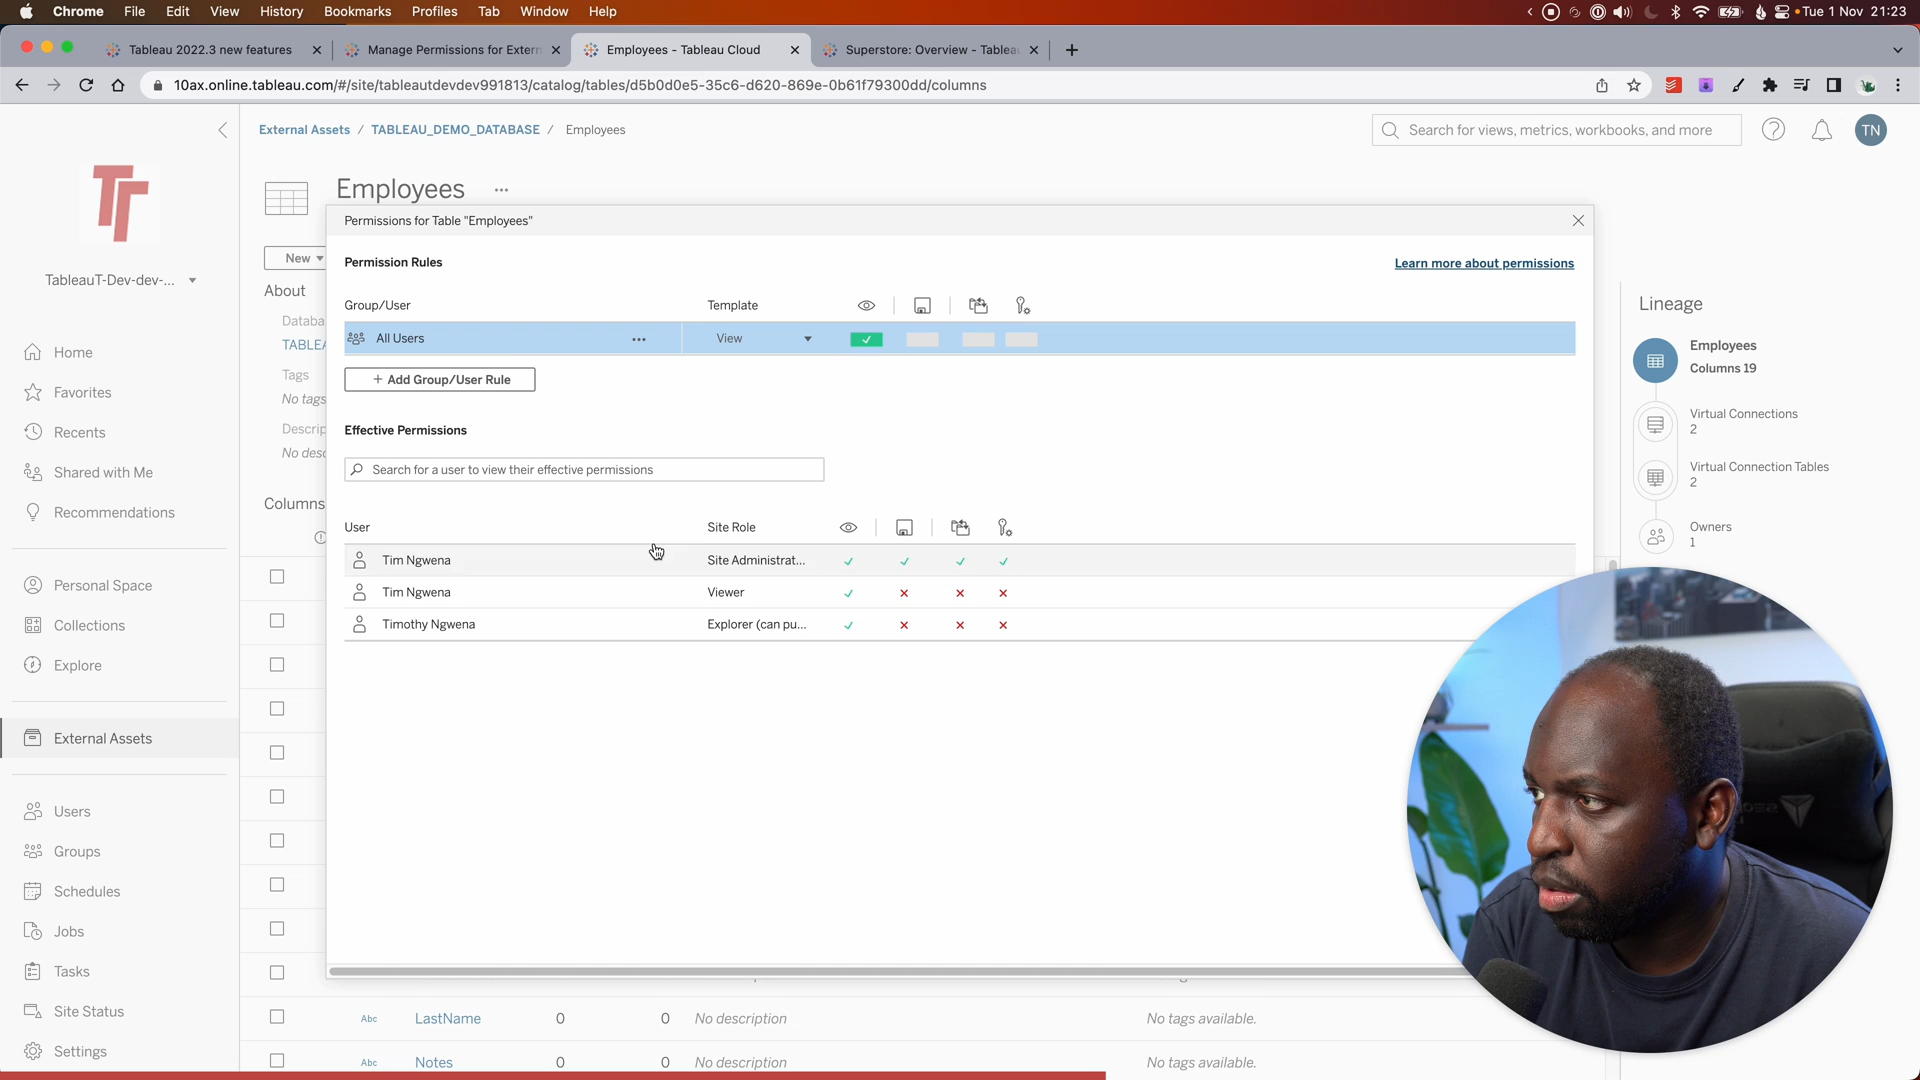 Chrome File Edit View History Bookmarks Profiles Tab Window Help Tue 1 Nov 21:23
Tableau 2022.3 new features
Manage Permissions for Extern
Employees - Tableau Cloud
Superstore: Overview - Tablea
10ax.online.tableau.com/#/site/tableautdevdev991813/catalog/tables/d5b0d0e5-35c6-d620-869e-0b61f79300dd/columns
External Assets / TABLEAU_DEMO_DATABASE / Employees
Search for views, metrics, workbooks, and more
TN
TT
TableauT-Dev-dev-...
Home
Favorites
Recents
Shared with Me
Recommendations
Personal Space
Collections
Explore
External Assets
Users
Groups
Schedules
Jobs
Tasks
Site Status
Settings
Employees ...
New
About
Databa
TABLEA
Tags
No tags
Descrip
No desc
Columns
Permissions for Table "Employees"
Permission Rules
Learn more about permissions
Group/User Template
All Users ... View
+ Add Group/User Rule
Effective Permissions
Search for a user to view their effective permissions
User Site Role
Tim Ngwena Site Administrat...
Tim Ngwena Viewer
Timothy Ngwena Explorer (can pu...
Abc LastName 0 0 No description No tags available.
Abc Notes 0 0 No description No tags available.
Lineage
Employees
Columns 19
Virtual Connections
2
Virtual Connection Tables
2
Owners
1